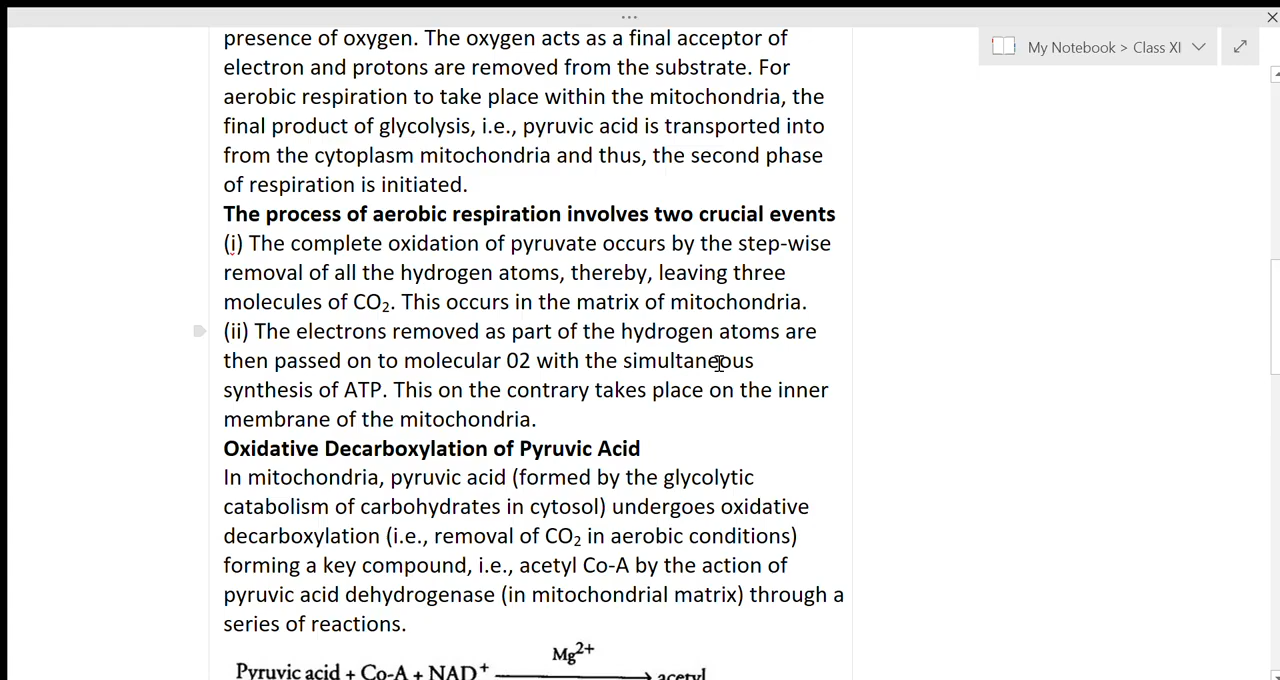 My Notebook > Class XI
presence of oxygen. The oxygen acts as a final acceptor of
electron and protons are removed from the substrate. For
aerobic respiration to take place within the mitochondria, the
final product of glycolysis, i.e., pyruvic acid is transported into
from the cytoplasm mitochondria and thus, the second phase
of respiration is initiated.
The process of aerobic respiration involves two crucial events
(i) The complete oxidation of pyruvate occurs by the step-wise
removal of all the hydrogen atoms, thereby, leaving three
molecules of CO₂. This occurs in the matrix of mitochondria.
(ii) The electrons removed as part of the hydrogen atoms are
then passed on to molecular 02 with the simultaneous
synthesis of ATP. This on the contrary takes place on the inner
membrane of the mitochondria.
Oxidative Decarboxylation of Pyruvic Acid
In mitochondria, pyruvic acid (formed by the glycolytic
catabolism of carbohydrates in cytosol) undergoes oxidative
decarboxylation (i.e., removal of CO₂ in aerobic conditions)
forming a key compound, i.e., acetyl Co-A by the action of
pyruvic acid dehydrogenase (in mitochondrial matrix) through a
series of reactions.
Mg²⁺
Pyruvic acid + Co-A + NAD⁺ ⟶ acetyl